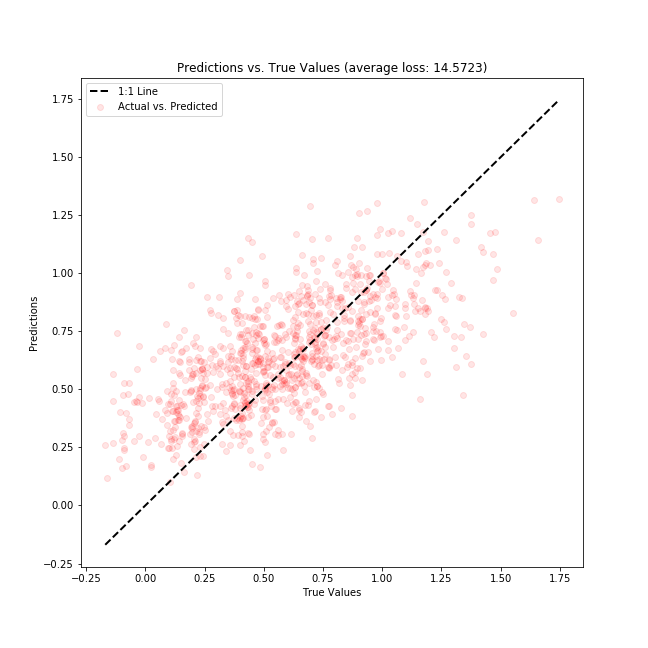 Predictions vs. True Values (average loss: 14.5723)
1:1 Line
Actual vs. Predicted
1.75
1.50
1.25
1.00
0.75
0.50
0.25
0.00
−0.25
Predictions
−0.25 0.00 0.25 0.50 0.75 1.00 1.25 1.50 1.75
True Values